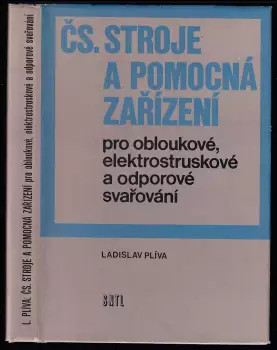 L. PLÍVA: ČS. STROJE A POMOCNÁ ZAŘÍZENÍ pro obloukové, elektrostruskové a odporové svařování
ČS. STROJE
A POMOCNÁ
ZAŘÍZENÍ
pro obloukové,
elektrostruskové
a odporové
svařování
LADISLAV PLÍVA
SNTL